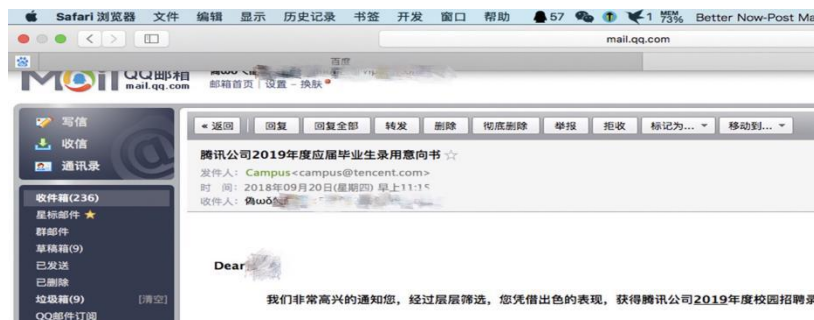 Safari 浏览器 文件 编辑 显示 历史记录 书签 开发 窗口 帮助 57 1 MEM 73% Better Now-Post Ma
mail.qq.com
百度
Mail QQ邮箱 mail.qq.com
邮箱首页 | 设置 - 换肤
写信
收信
通讯录
收件箱(236)
星标邮件
群邮件
草稿箱(9)
已发送
已删除
垃圾箱(9) [清空]
QQ邮件订阅
« 返回 回复 回复全部 转发 删除 彻底删除 举报 拒收 标记为... 移动到...
腾讯公司2019年度应届毕业生录用意向书 ☆
发件人: Campus<campus@tencent.com>
时 间: 2018年09月20日(星期四) 早上11:15
收件人:
Dear
我们非常高兴的通知您，经过层层筛选，您凭借出色的表现，获得腾讯公司2019年度校园招聘录